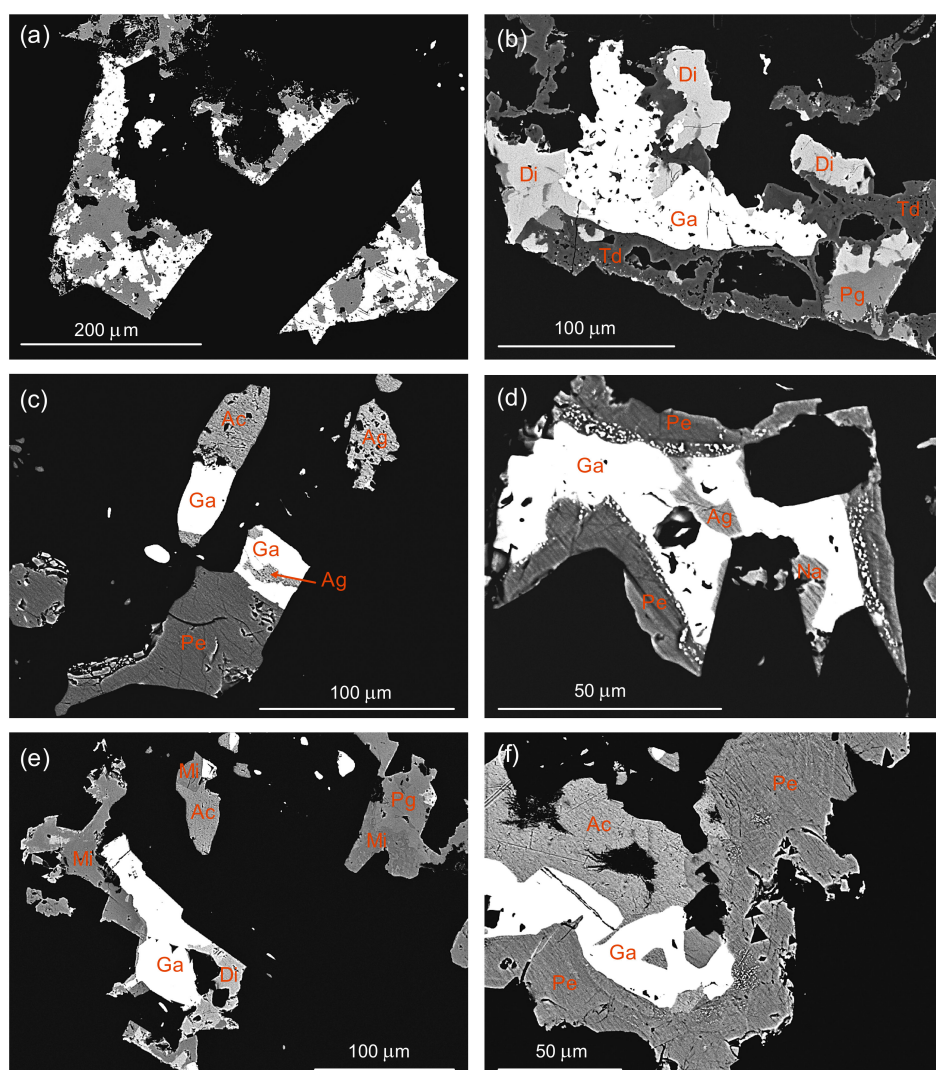 (a)
200 µm
(b)
Di
Di
Di
Td
Ga
Td
Pg
100 µm
(c)
Ac
Ag
Ga
Ga
Ag
Pe
100 µm
(d)
Pe
Ga
Ag
Na
Pe
50 µm
(e)
Mi
Ac
Pg
Mi
Mi
Ga
Di
100 µm
(f)
Pe
Ac
Ga
Pe
50 µm